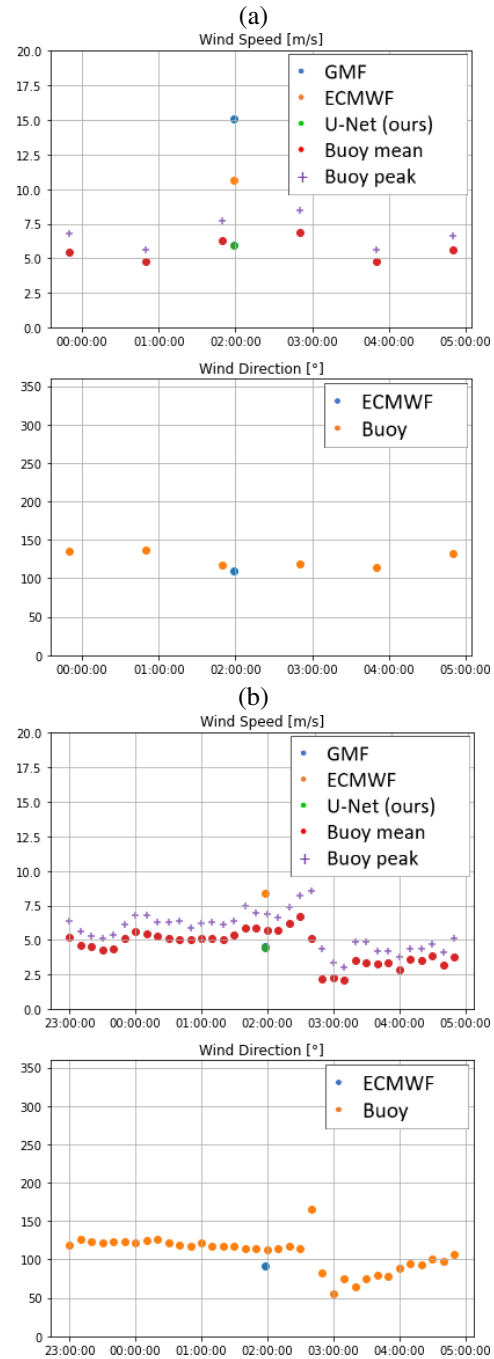 (a)
Wind Speed [m/s]
20.0
17.5
15.0
12.5
10.0
7.5
5.0
2.5
0.0
GMF
ECMWF
U-Net (ours)
Buoy mean
Buoy peak
00:00:00 01:00:00 02:00:00 03:00:00 04:00:00 05:00:00
Wind Direction [°]
350
300
250
200
150
100
50
0
ECMWF
Buoy
00:00:00 01:00:00 02:00:00 03:00:00 04:00:00 05:00:00
(b)
Wind Speed [m/s]
20.0
17.5
15.0
12.5
10.0
7.5
5.0
2.5
0.0
GMF
ECMWF
U-Net (ours)
Buoy mean
Buoy peak
23:00:00 00:00:00 01:00:00 02:00:00 03:00:00 04:00:00 05:00:00
Wind Direction [°]
350
300
250
200
150
100
50
0
ECMWF
Buoy
23:00:00 00:00:00 01:00:00 02:00:00 03:00:00 04:00:00 05:00:00